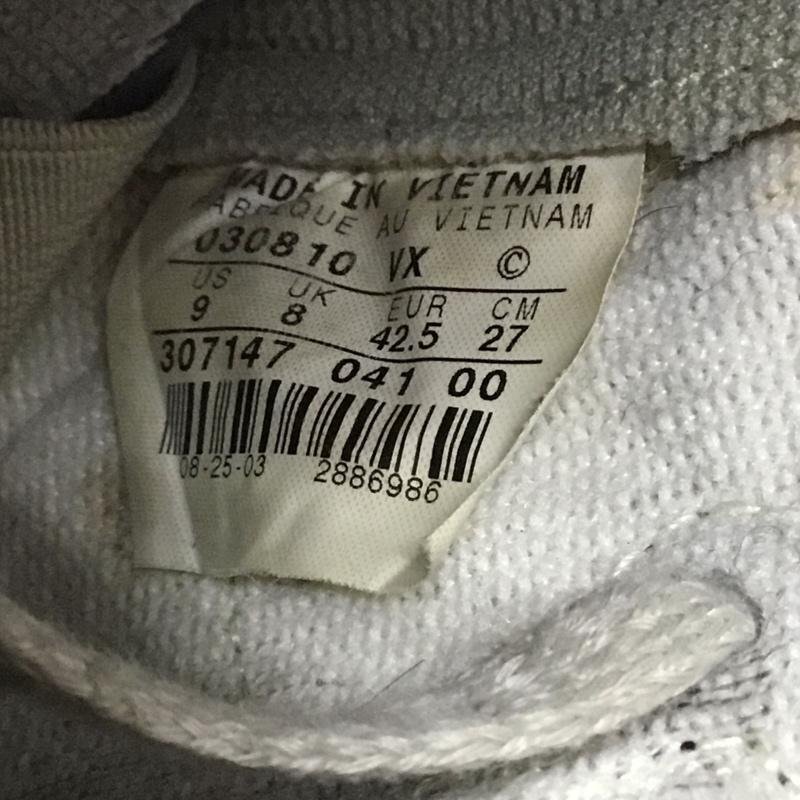 MADE IN VIETNAM
FABRIQUE AU VIETNAM
030810 VX ©
US UK EUR CM
9 8 42.5 27
307147 041 00
08-25-03 2886986